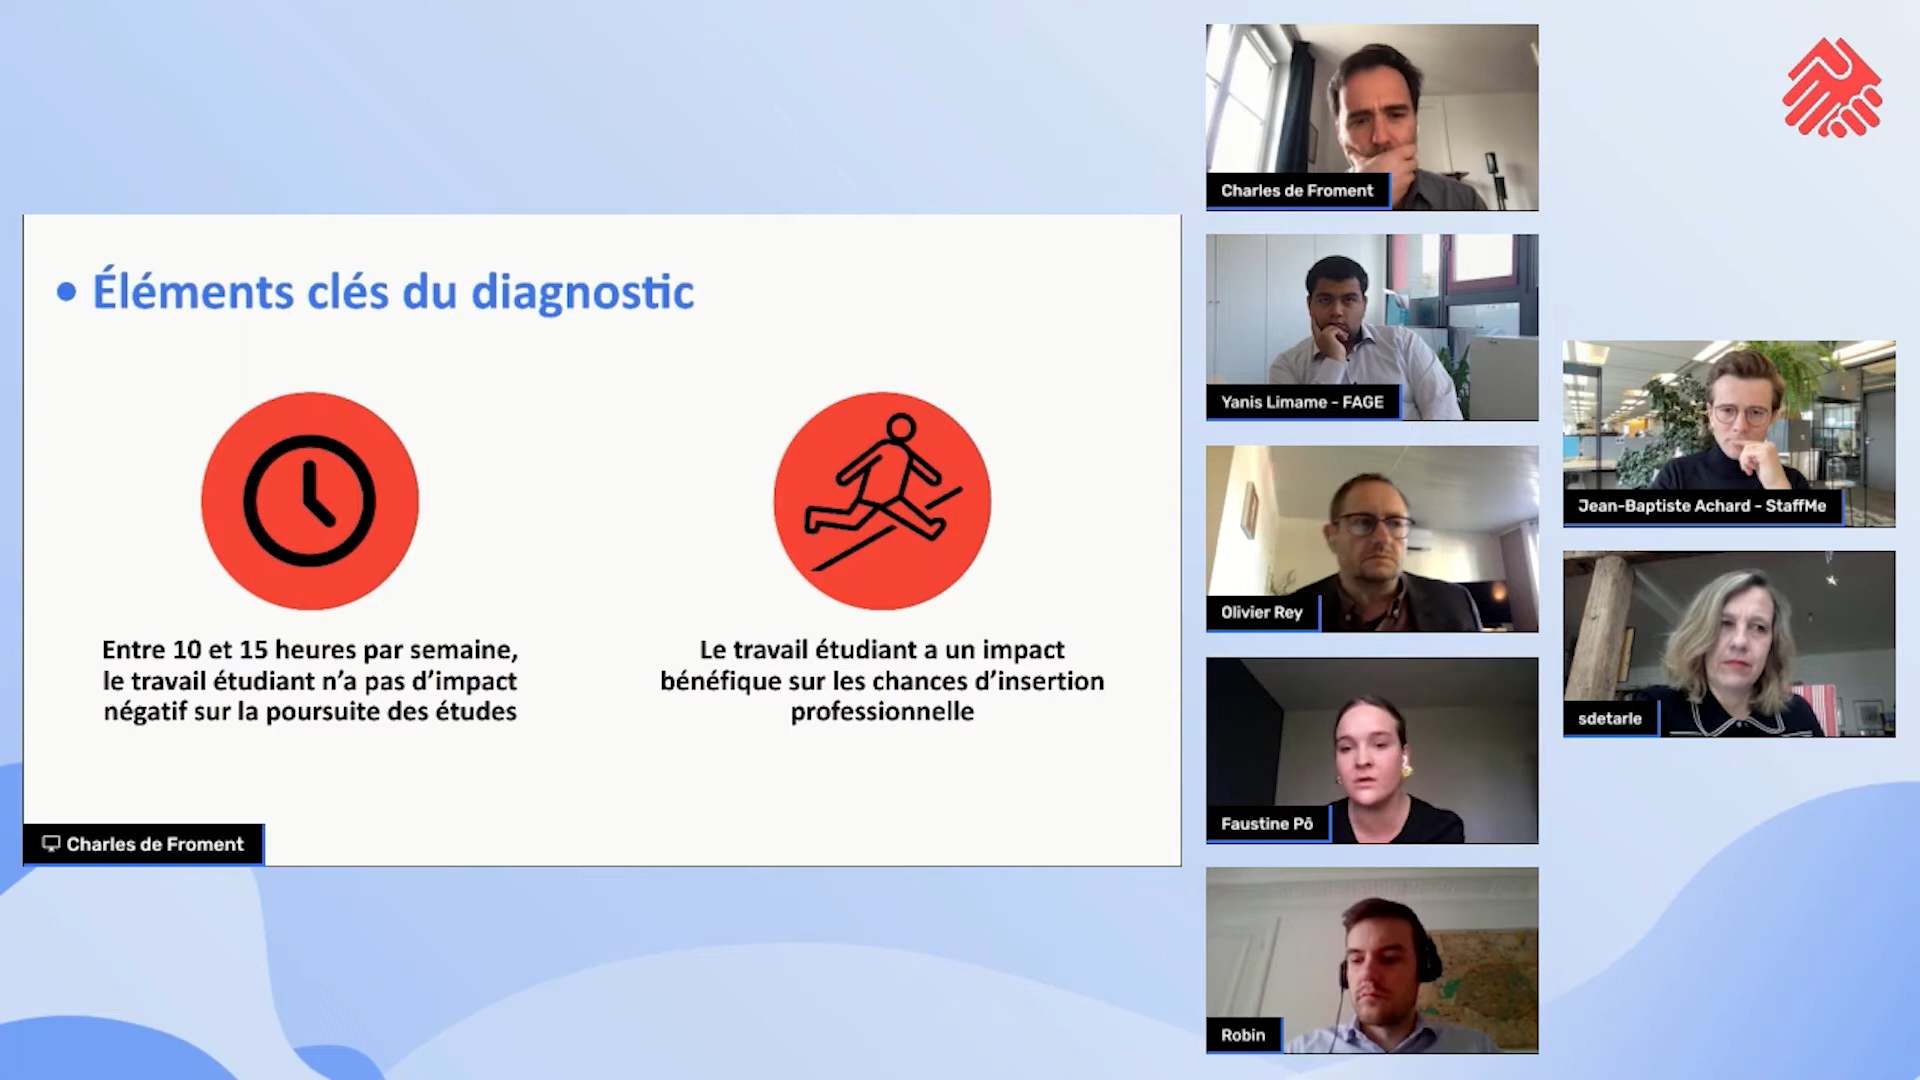 • Éléments clés du diagnostic
Entre 10 et 15 heures par semaine,
le travail étudiant n’a pas d’impact
négatif sur la poursuite des études
Le travail étudiant a un impact
bénéfique sur les chances d’insertion
professionnelle
Charles de Froment
Charles de Froment
Yanis Limame - FAGE
Olivier Rey
Faustine Pô
Robin
Jean-Baptiste Achard - StaffMe
sdetarle